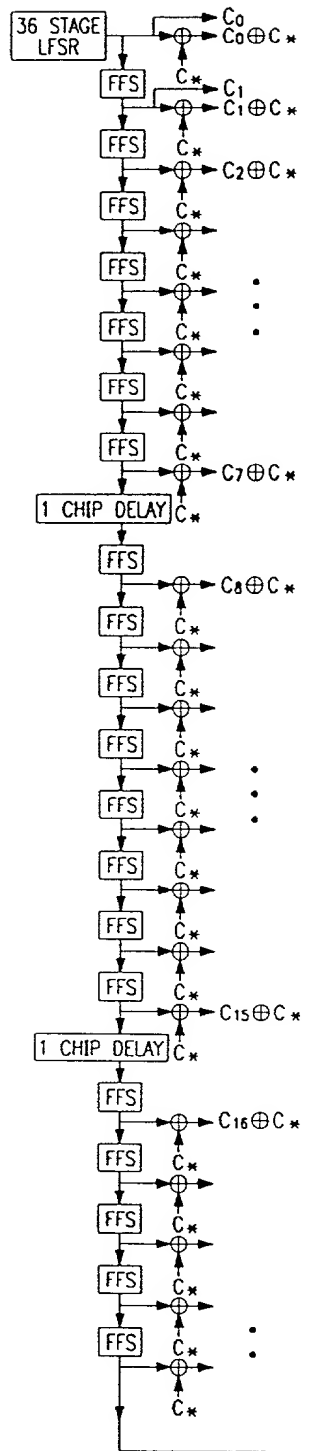 36 STAGE
LFSR
C0
C0⊕C*
C*
FFS
C1
C1⊕C*
FFS
C*
C2⊕C*
FFS
C*
FFS
C*
FFS
C*
FFS
C*
FFS
C*
C7⊕C*
1 CHIP DELAY
C*
FFS
C8⊕C*
FFS
C*
FFS
C*
FFS
C*
FFS
C*
FFS
C*
FFS
C*
FFS
C*
C15⊕C*
1 CHIP DELAY
C*
FFS
C16⊕C*
FFS
C*
FFS
C*
FFS
C*
FFS
C*
C*